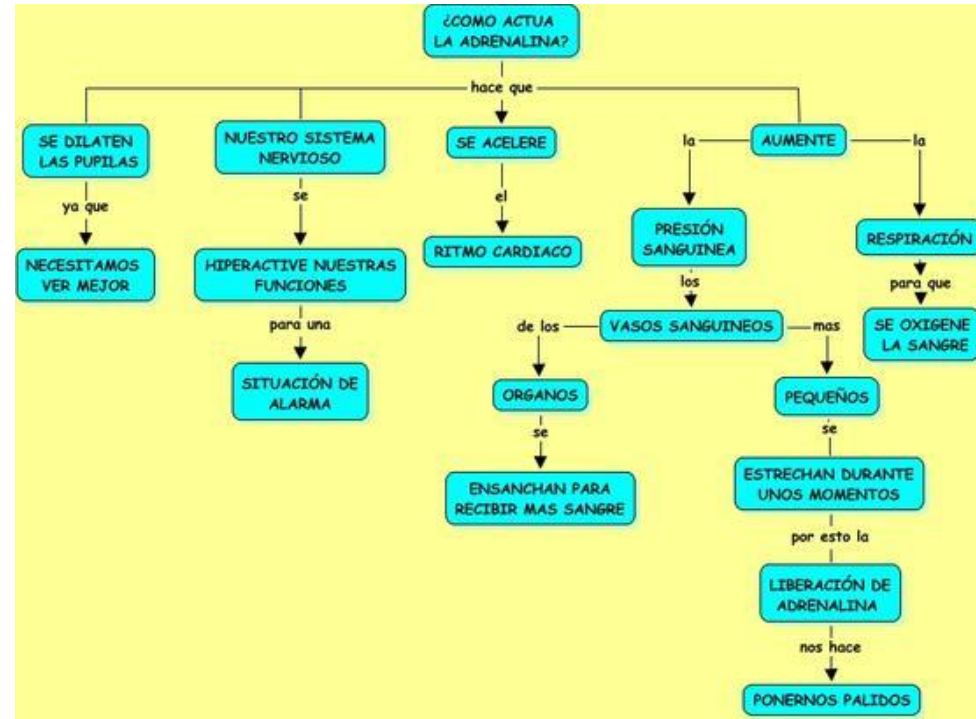 ¿COMO ACTUA
LA ADRENALINA?
hace que
SE DILATEN
LAS PUPILAS
ya que
NECESITAMOS
VER MEJOR
NUESTRO SISTEMA
NERVIOSO
se
HIPERACTIVE NUESTRAS
FUNCIONES
para una
SITUACIÓN DE
ALARMA
SE ACELERE
el
RITMO CARDIACO
AUMENTE
la
PRESIÓN
SANGUINEA
los
VASOS SANGUINEOS
de los
ORGANOS
se
ENSANCHAN PARA
RECIBIR MAS SANGRE
mas
PEQUEÑOS
se
ESTRECHAN DURANTE
UNOS MOMENTOS
por esto la
LIBERACIÓN DE
ADRENALINA
nos hace
PONERNOS PALIDOS
la
RESPIRACIÓN
para que
SE OXIGENE
LA SANGRE